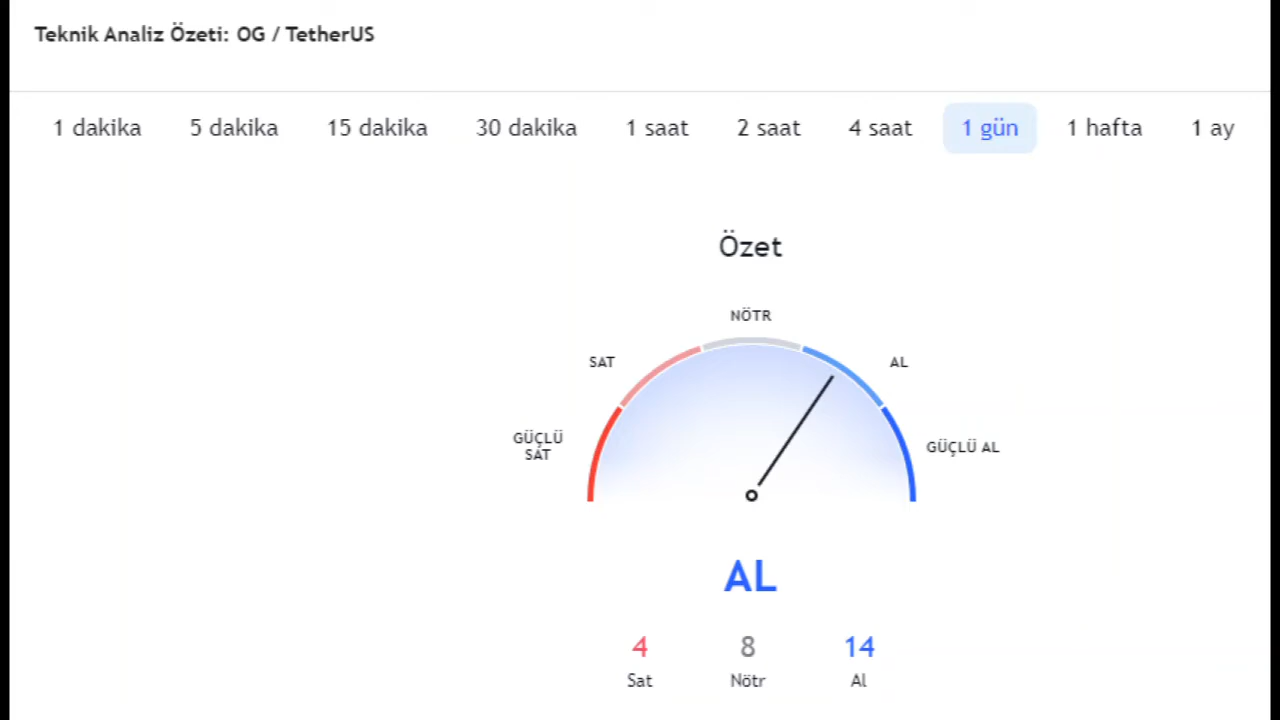 Teknik Analiz Özeti: OG / TetherUS
1 dakika 5 dakika 15 dakika 30 dakika 1 saat 2 saat 4 saat 1 gün 1 hafta 1 ay
Özet
NÖTR
SAT AL
GÜÇLÜ
SAT
GÜÇLÜ AL
AL
4 8 14
Sat Nötr Al